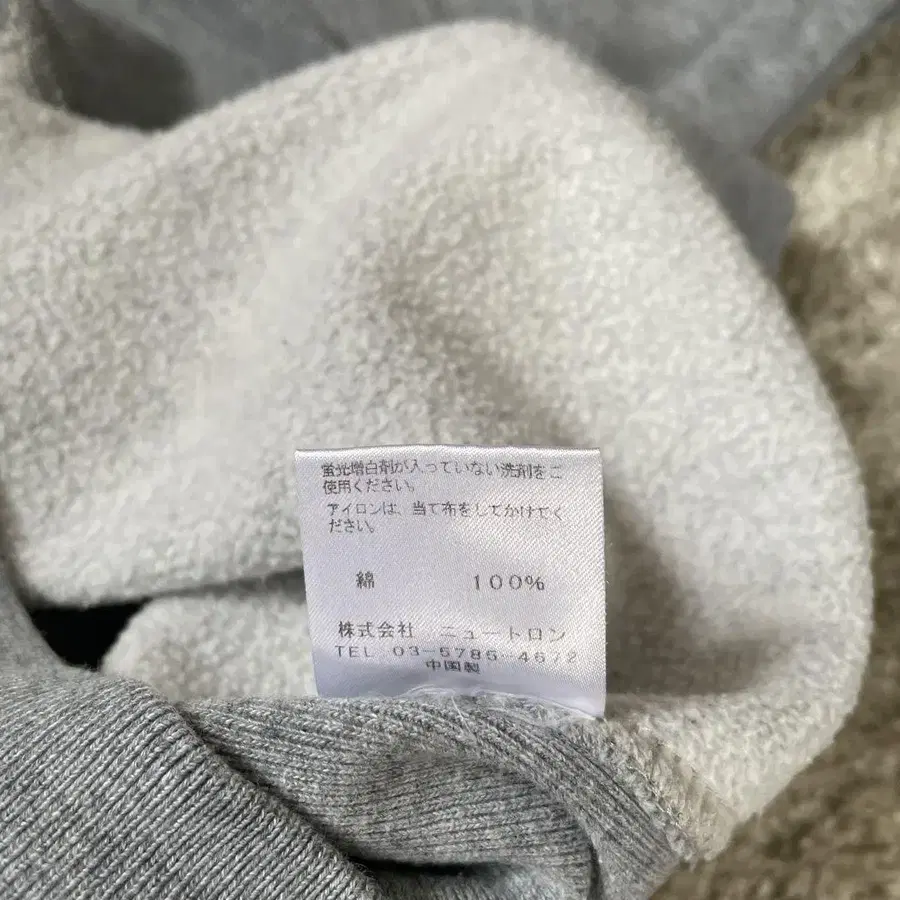 蛍光増白剤が入っていない洗剤をご
使用ください。
アイロンは、当て布をしてかけてく
ださい。
綿 100%
株式会社 ニュートロン
TEL 03-5785-4672
中国製